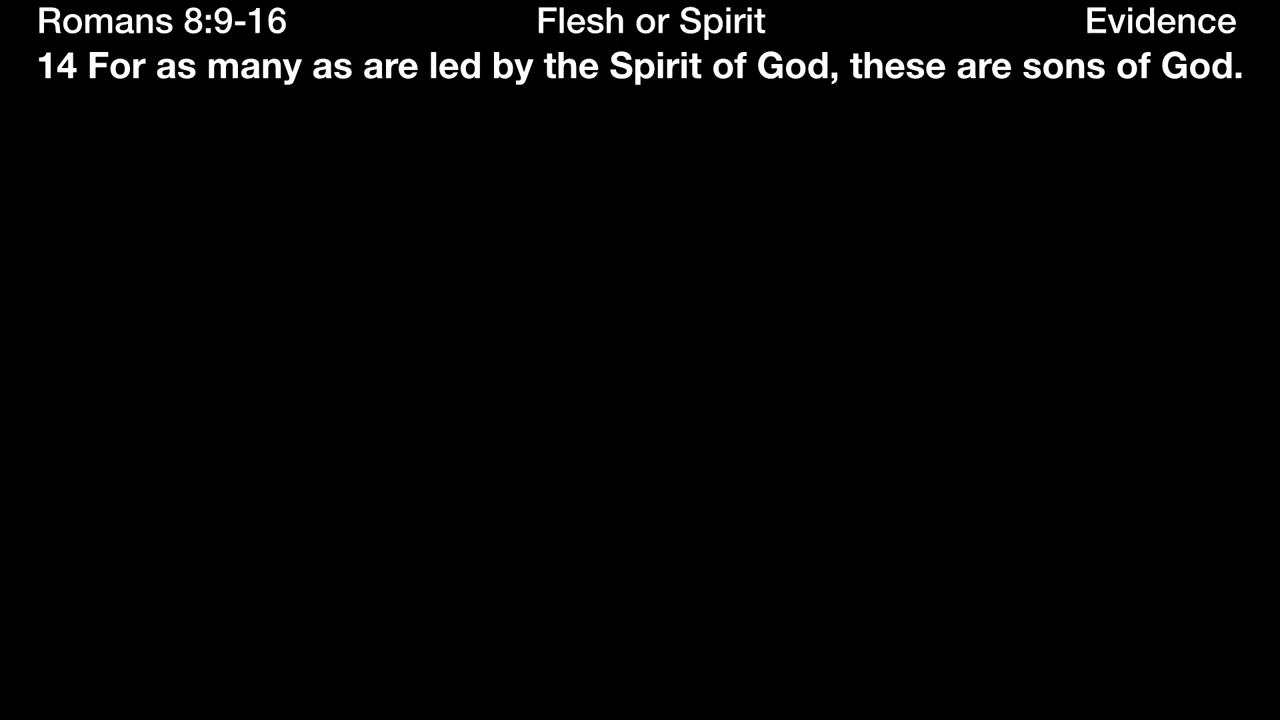 Romans 8:9-16 Flesh or Spirit Evidence
14 For as many as are led by the Spirit of God, these are sons of God.